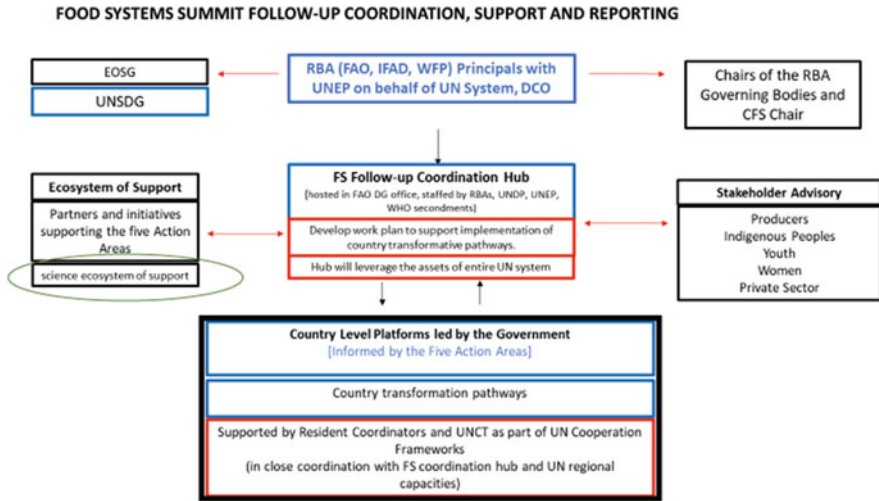 FOOD SYSTEMS SUMMIT FOLLOW-UP COORDINATION, SUPPORT AND REPORTING
EOSG
UNSDG
RBA (FAO, IFAD, WFP) Principals with
UNEP on behalf of UN System, DCO
Chairs of the RBA
Governing Bodies and
CFS Chair
Ecosystem of Support
Partners and initiatives
supporting the five Action
Areas
science ecosystem of support
FS Follow-up Coordination Hub
(hosted in FAO DG office, staffed by RBAs, UNDP, UNEP,
WHO secondments)
Develop work plan to support implementation of
country transformative pathways.
Hub will leverage the assets of entire UN system
Stakeholder Advisory
Producers
Indigenous Peoples
Youth
Women
Private Sector
Country Level Platforms led by the Government
[Informed by the Five Action Areas]
Country transformation pathways
Supported by Resident Coordinators and UNCT as part of UN Cooperation
Frameworks
(in close coordination with FS coordination hub and UN regional
capacities)